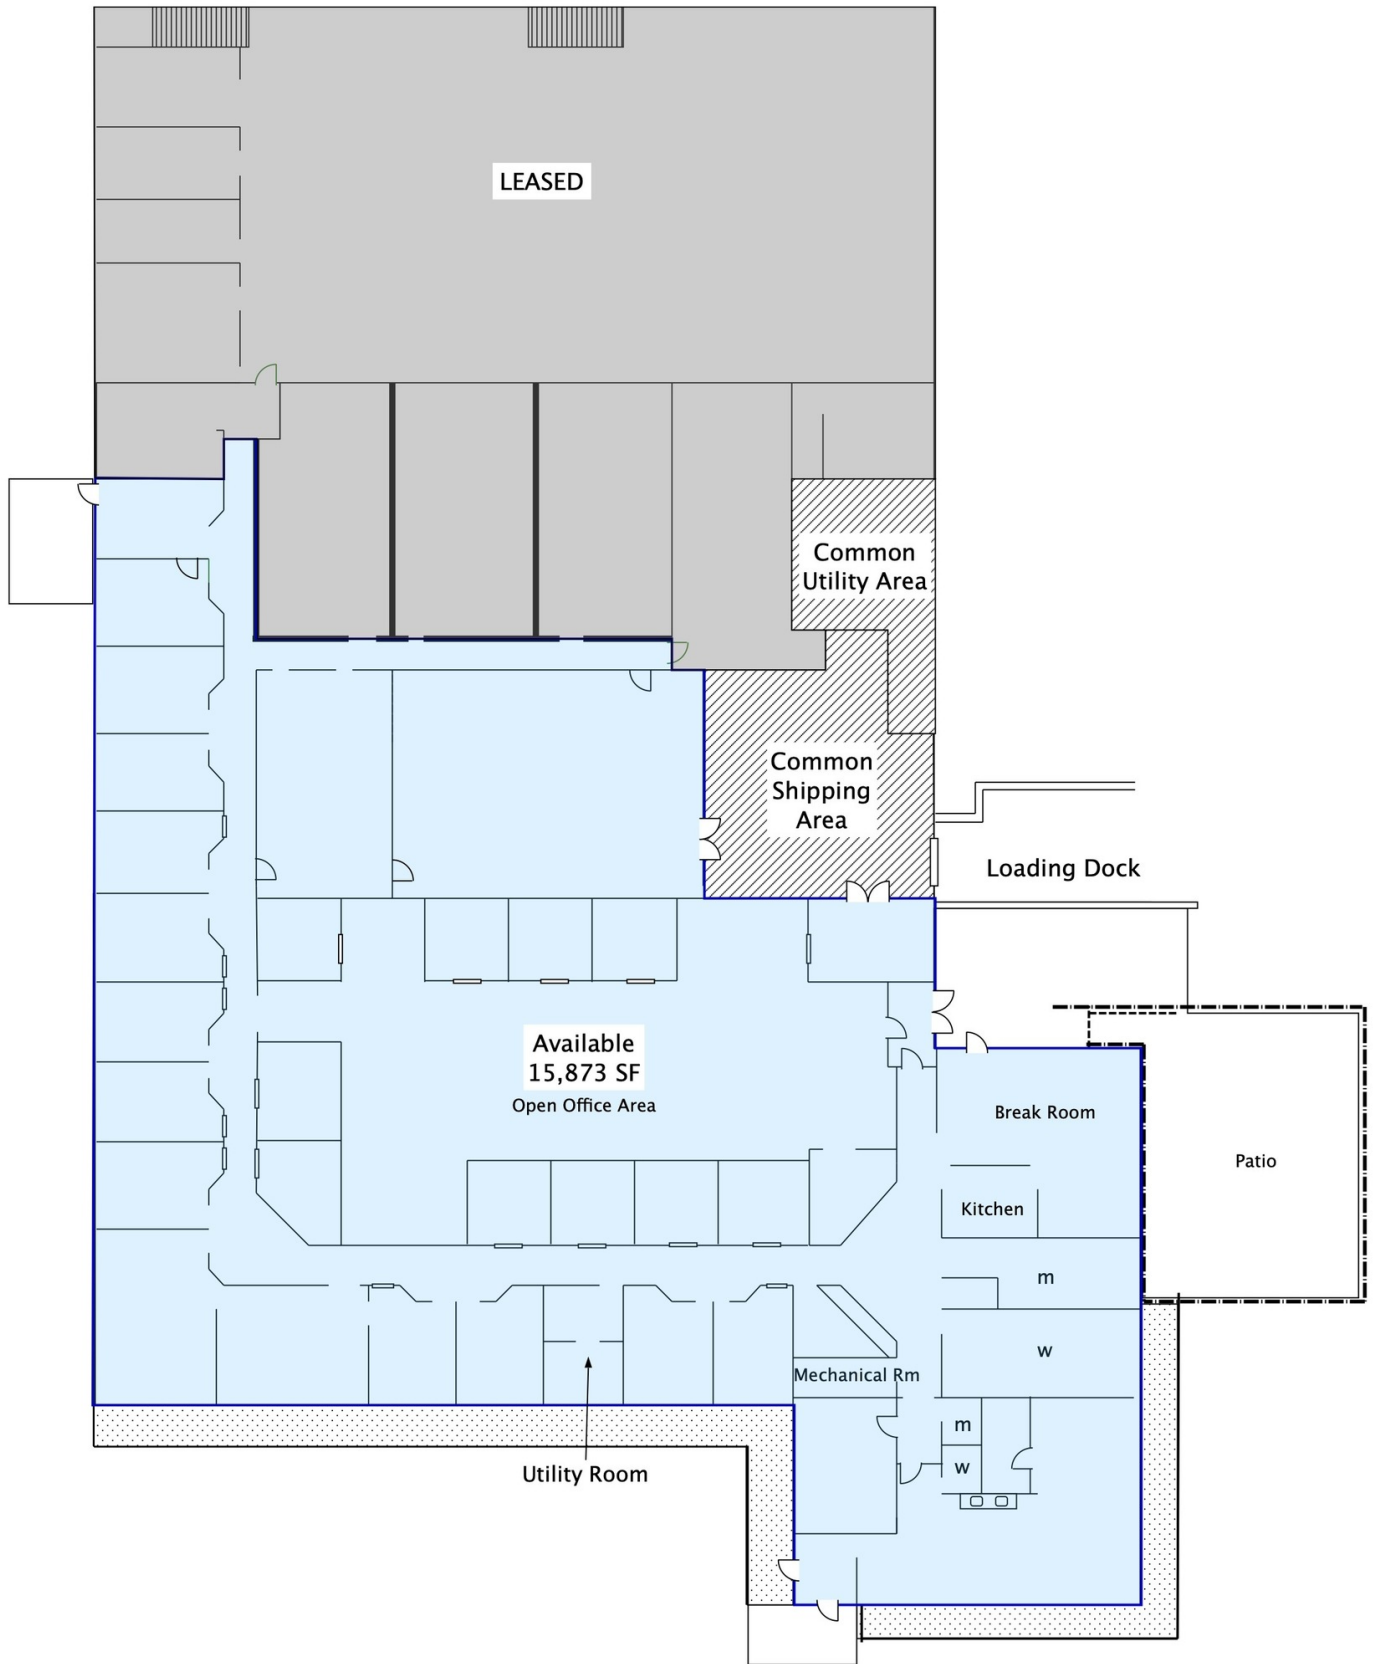 LEASED
Common
Utility Area
Common
Shipping
Area
Loading Dock
Available
15,873 SF
Open Office Area
Break Room
Patio
Kitchen
m
w
Mechanical Rm
m
w
Utility Room